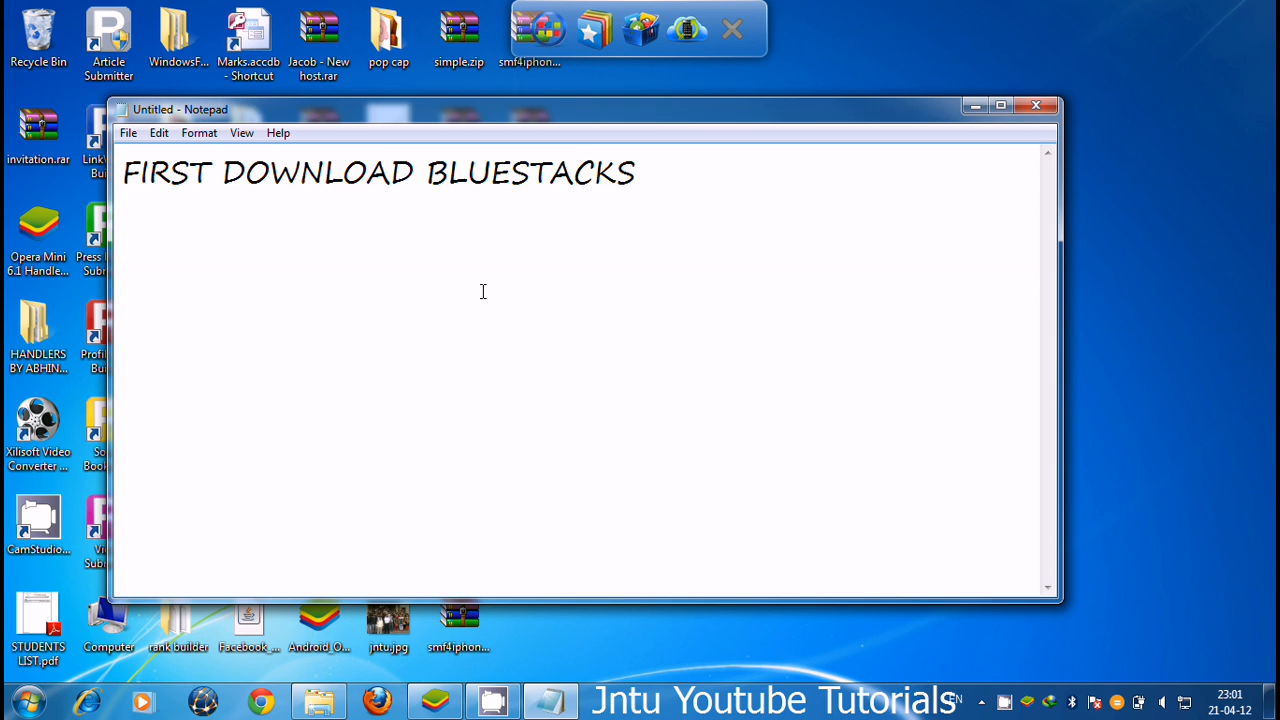 Recycle Bin
Article Submitter
WindowsF...
Marks.accdb - Shortcut
Jacob - New host.rar
pop cap
simple.zip
smf4iphon...
Untitled - Notepad
File Edit Format View Help
FIRST DOWNLOAD BLUESTACKS
invitation.rar
Opera Mini 6.1 Handle...
Press
HANDLERS BY ABHIN...
Xilisoft Video Converter ...
CamStudio...
STUDENTS LIST.pdf
Computer
rank builder
Facebook_...
Android_O...
jntu.jpg
smf4iphon...
Jntu Youtube Tutorials
EN
23:01
21-04-12